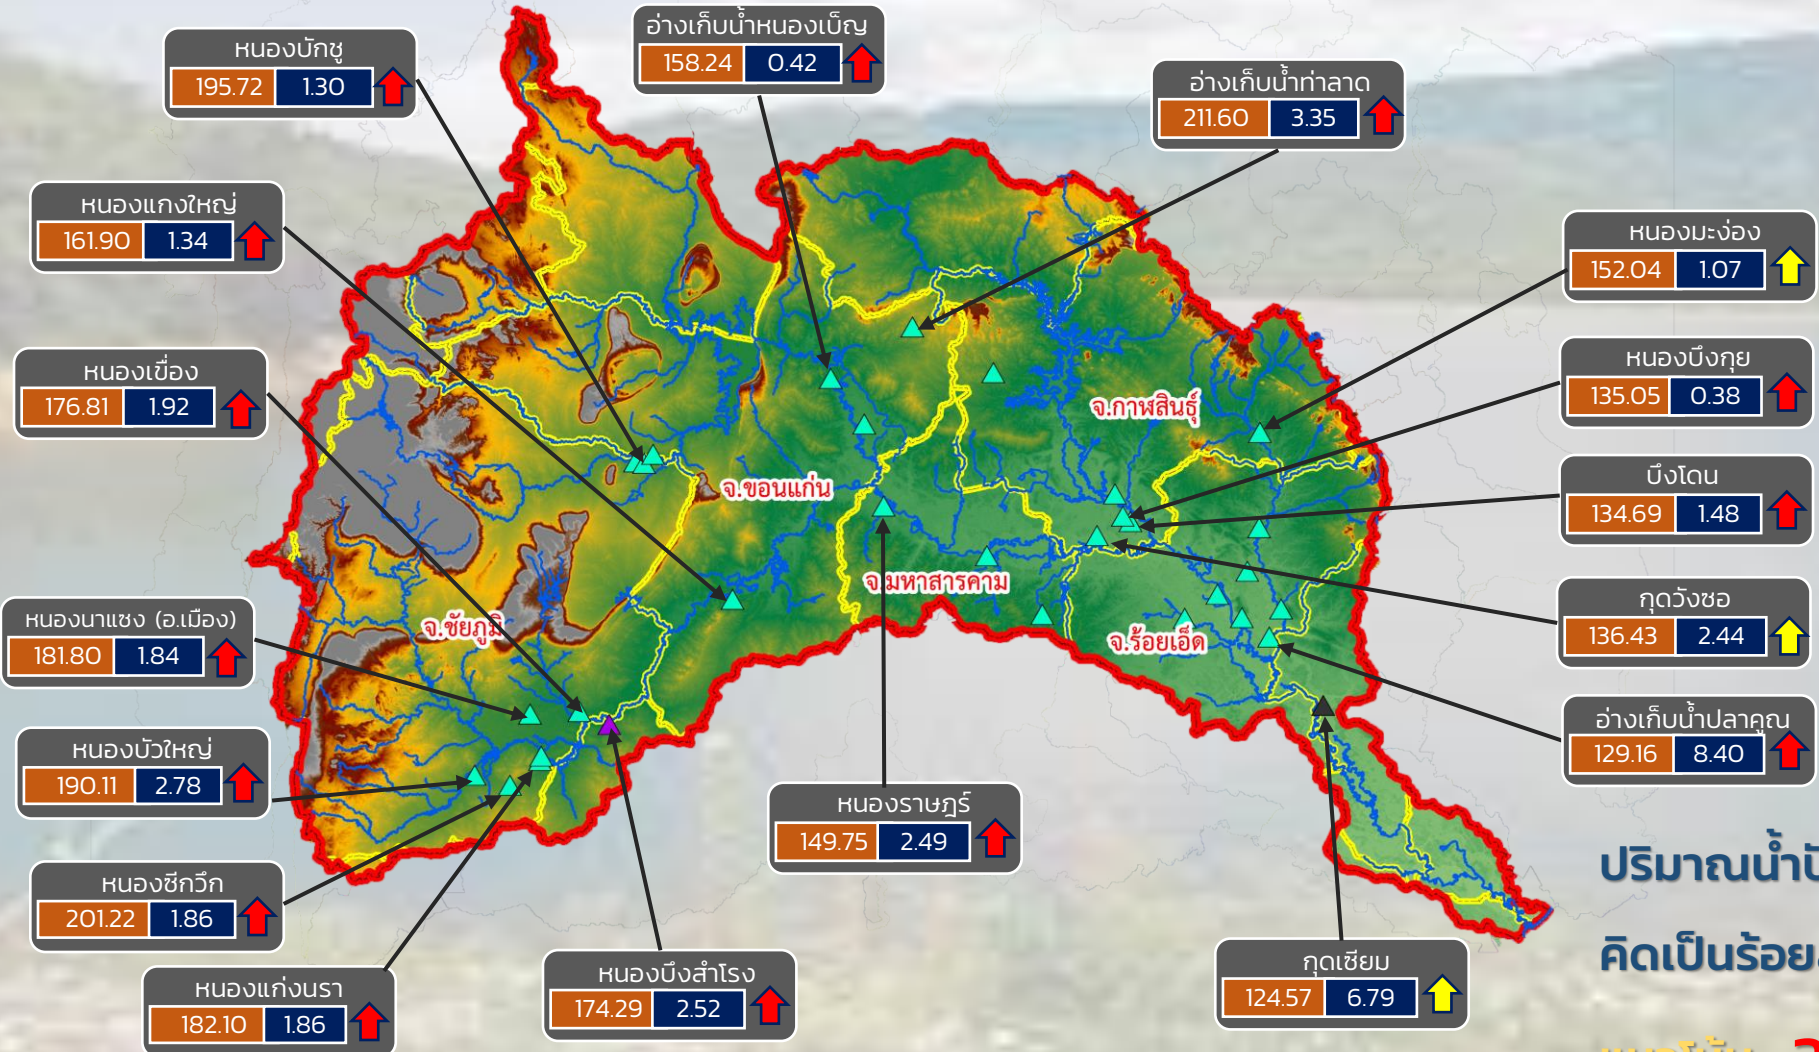 อ่างเก็บน้ำหนองเบ็ญ
158.24 0.42
หนองบักชู
195.72 1.30
อ่างเก็บน้ำท่าลาด
211.60 3.35
หนองแกงใหญ่
161.90 1.34
หนองมะง่อง
152.04 1.07
หนองเขื่อง
176.81 1.92
หนองบึงกุย
135.05 0.38
จ.กาฬสินธุ์
จ.ขอนแก่น
บึงโดน
134.69 1.48
จ.มหาสารคาม
กุดวังซอ
136.43 2.44
หนองนาแซง (อ.เมือง)
181.80 1.84
จ.ชัยภูมิ
จ.ร้อยเอ็ด
อ่างเก็บน้ำปลาคูณ
129.16 8.40
หนองบัวใหญ่
190.11 2.78
หนองราษฎร์
149.75 2.49
หนองซีกวึก
201.22 1.86
ปริมาณน้ำ
คิดเป็นร้อย
หนองบึงสำโรง
174.29 2.52
กุดเซียม
124.57 6.79
หนองแก่งนรา
182.10 1.86